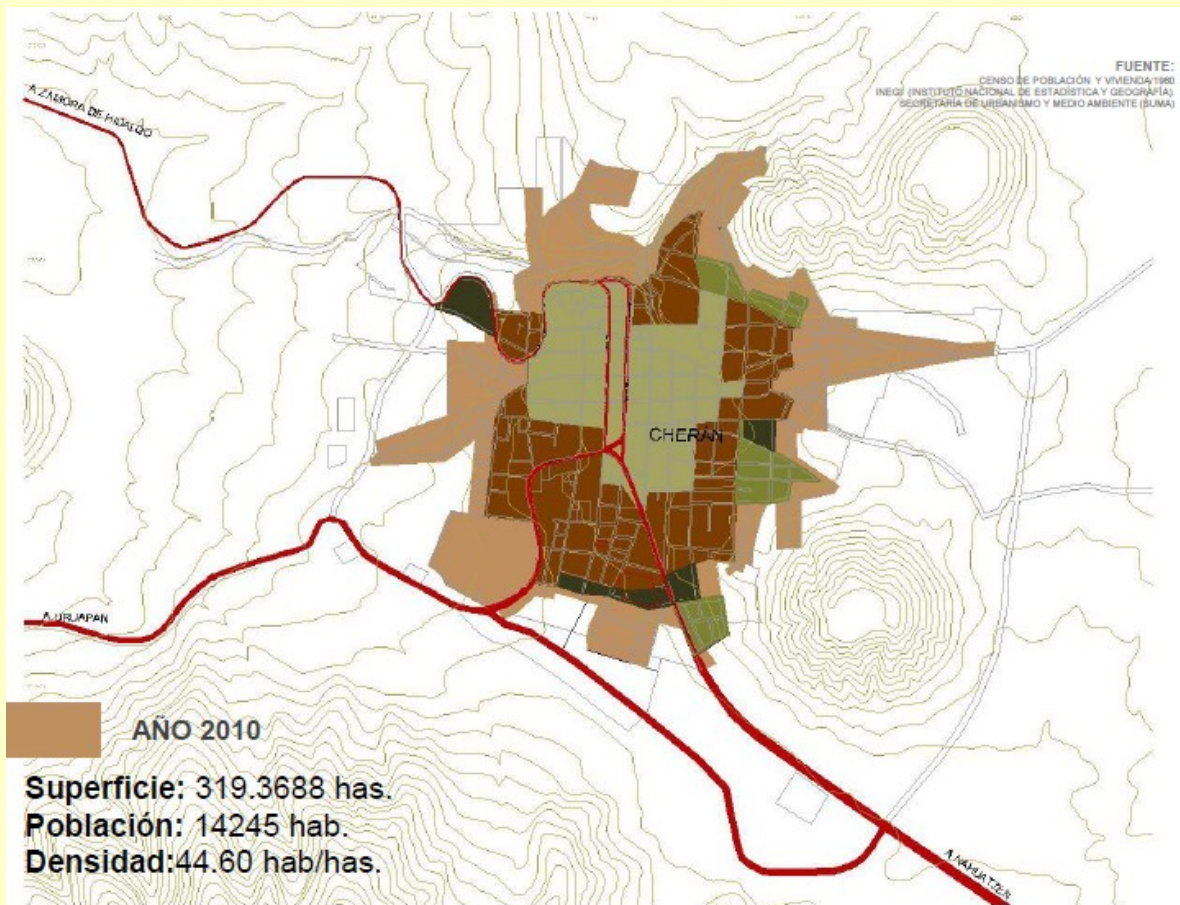 FUENTE:
CENSO DE POBLACIÓN Y VIVIENDA 1980
INEGI (INSTITUTO NACIONAL DE ESTADÍSTICA Y GEOGRAFÍA).
SECRETARÍA DE URBANISMO Y MEDIO AMBIENTE (SUMA)
A ZAMORA DE HIDALGO
CHERÁN
A URUAPAN
AÑO 2010
Superficie: 319.3688 has.
Población: 14245 hab.
Densidad:44.60 hab/has.
A NAHUATZEN